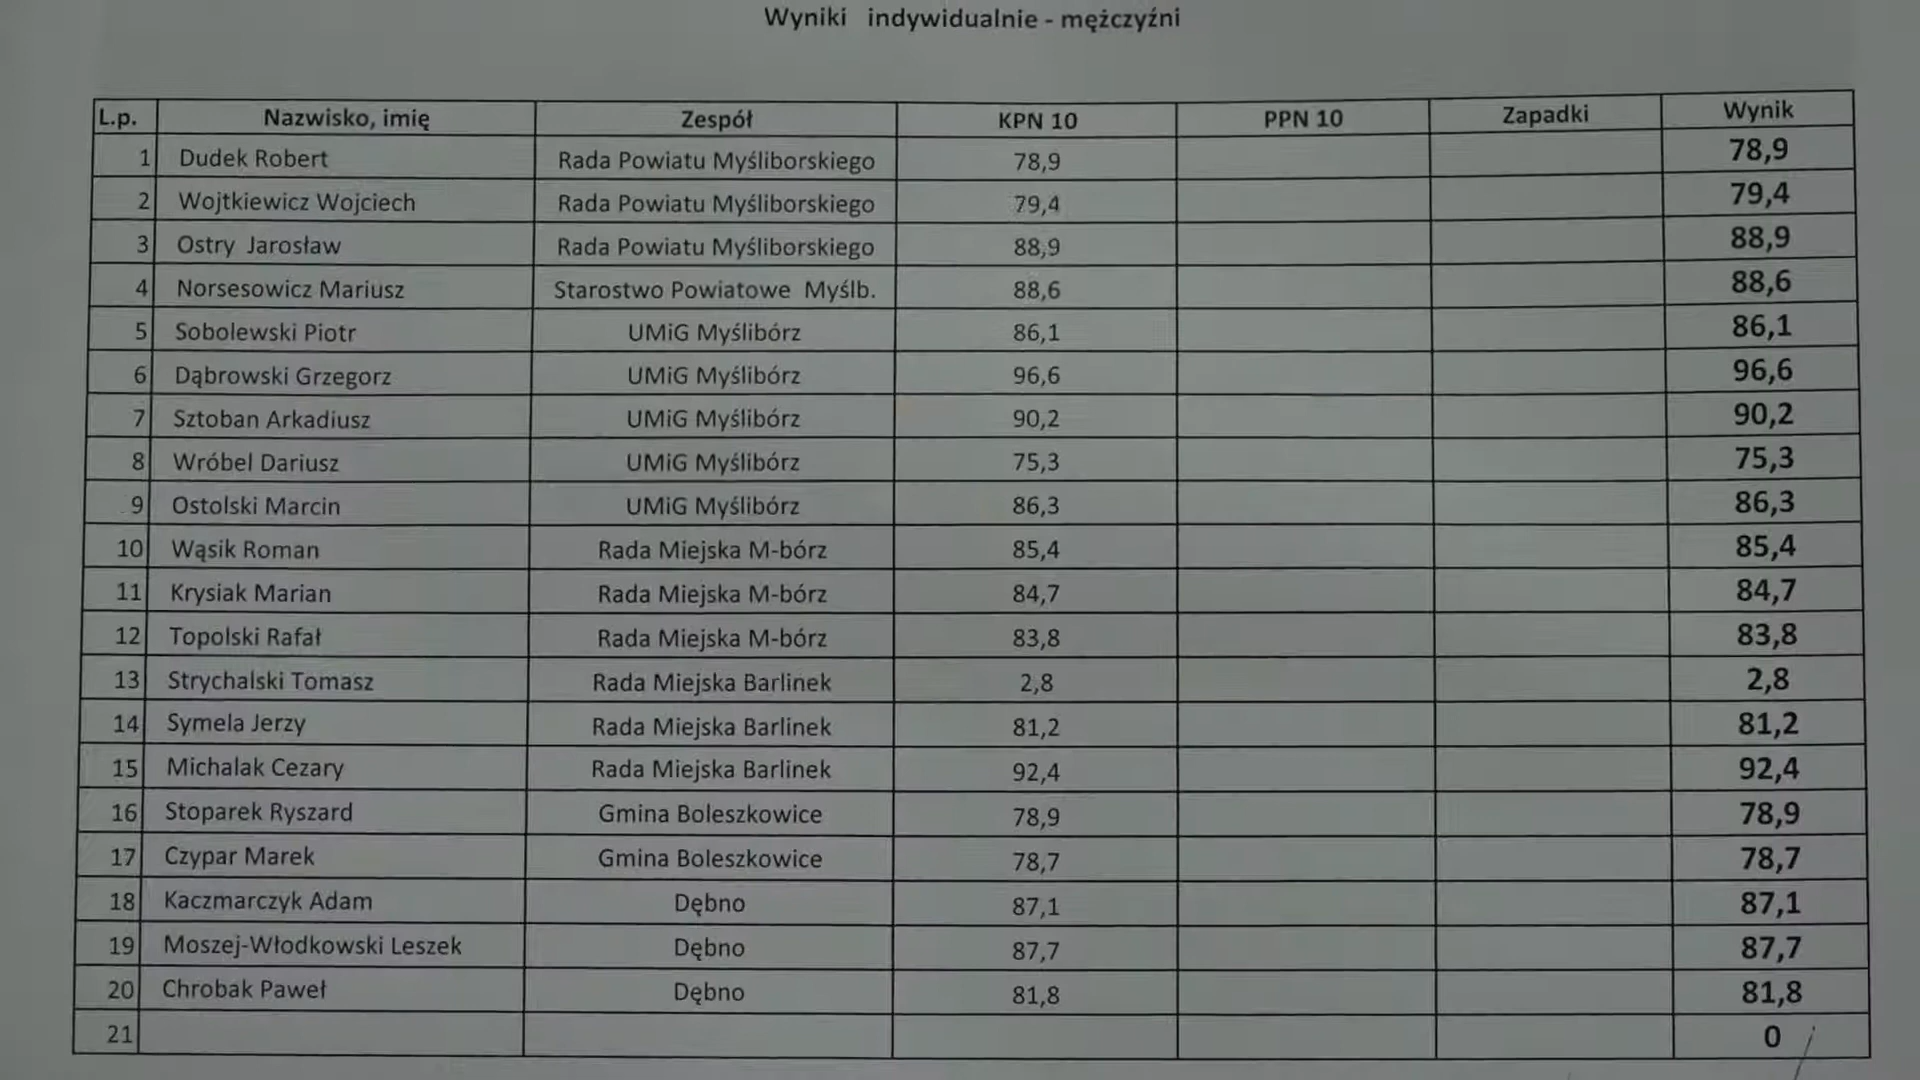 Wyniki indywidualnie - mężczyźni
L.p. Nazwisko, imię Zespół KPN 10 PPN 10 Zapadki Wynik
1 Dudek Robert Rada Powiatu Myśliborskiego 78,9 78,9
2 Wojtkiewicz Wojciech Rada Powiatu Myśliborskiego 79,4 79,4
3 Ostry Jarosław Rada Powiatu Myśliborskiego 88,9 88,9
4 Norsesowicz Mariusz Starostwo Powiatowe Myślb. 88,6 88,6
5 Sobolewski Piotr UMiG Myślibórz 86,1 86,1
6 Dąbrowski Grzegorz UMiG Myślibórz 96,6 96,6
7 Sztoban Arkadiusz UMiG Myślibórz 90,2 90,2
8 Wróbel Dariusz UMiG Myślibórz 75,3 75,3
9 Ostolski Marcin UMiG Myślibórz 86,3 86,3
10 Wąsik Roman Rada Miejska M-bórz 85,4 85,4
11 Krysiak Marian Rada Miejska M-bórz 84,7 84,7
12 Topolski Rafał Rada Miejska M-bórz 83,8 83,8
13 Strychalski Tomasz Rada Miejska Barlinek 2,8 2,8
14 Symela Jerzy Rada Miejska Barlinek 81,2 81,2
15 Michalak Cezary Rada Miejska Barlinek 92,4 92,4
16 Stoparek Ryszard Gmina Boleszkowice 78,9 78,9
17 Czypar Marek Gmina Boleszkowice 78,7 78,7
18 Kaczmarczyk Adam Dębno 87,1 87,1
19 Moszej-Włodkowski Leszek Dębno 87,7 87,7
20 Chrobak Paweł Dębno 81,8 81,8
21 0